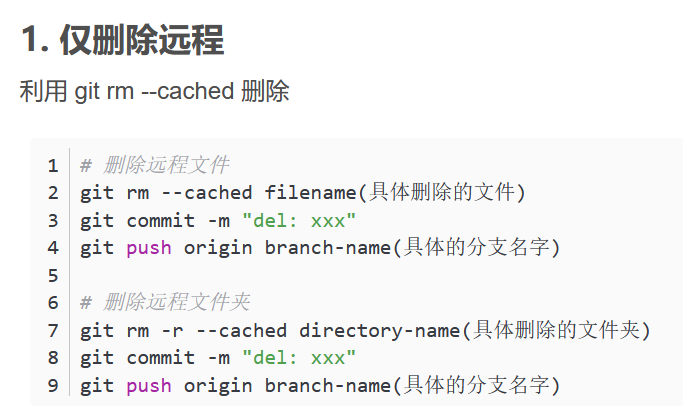 1. 仅删除远程
利用 git rm --cached 删除
1 # 删除远程文件
2 git rm --cached filename(具体删除的文件)
3 git commit -m "del: xxx"
4 git push origin branch-name(具体的分支名字)
5
6 # 删除远程文件夹
7 git rm -r --cached directory-name(具体删除的文件夹)
8 git commit -m "del: xxx"
9 git push origin branch-name(具体的分支名字)